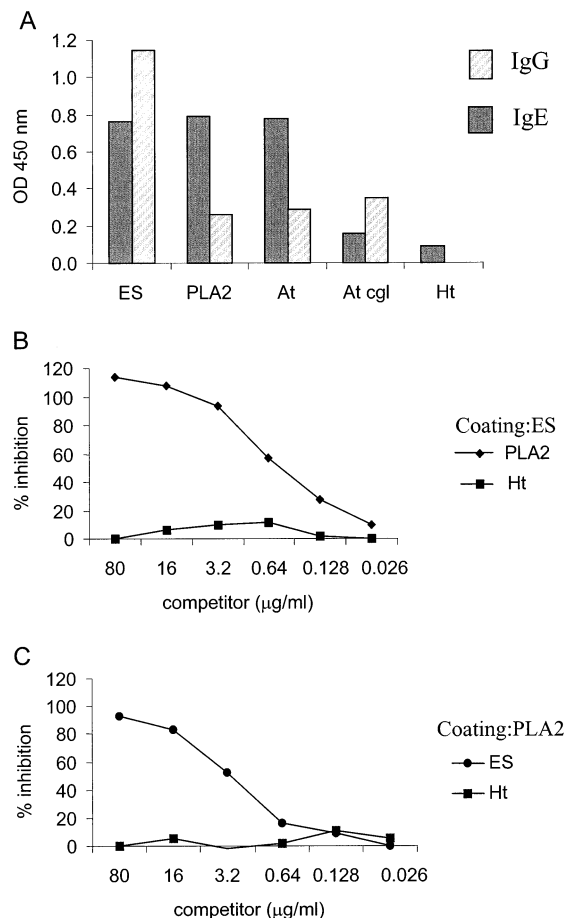 A
1.2
1.0
0.8
0.6
0.4
0.2
0.0
OD 450 nm
IgG
IgE
ES PLA2 At At cgl Ht
B
120
100
80
60
40
20
0
% inhibition
80 16 3.2 0.64 0.128 0.026
competitor (μg/ml)
Coating:ES
PLA2
Ht
C
120
100
80
60
40
20
0
% inhibition
80 16 3.2 0.64 0.128 0.026
competitor (μg/ml)
Coating:PLA2
ES
Ht